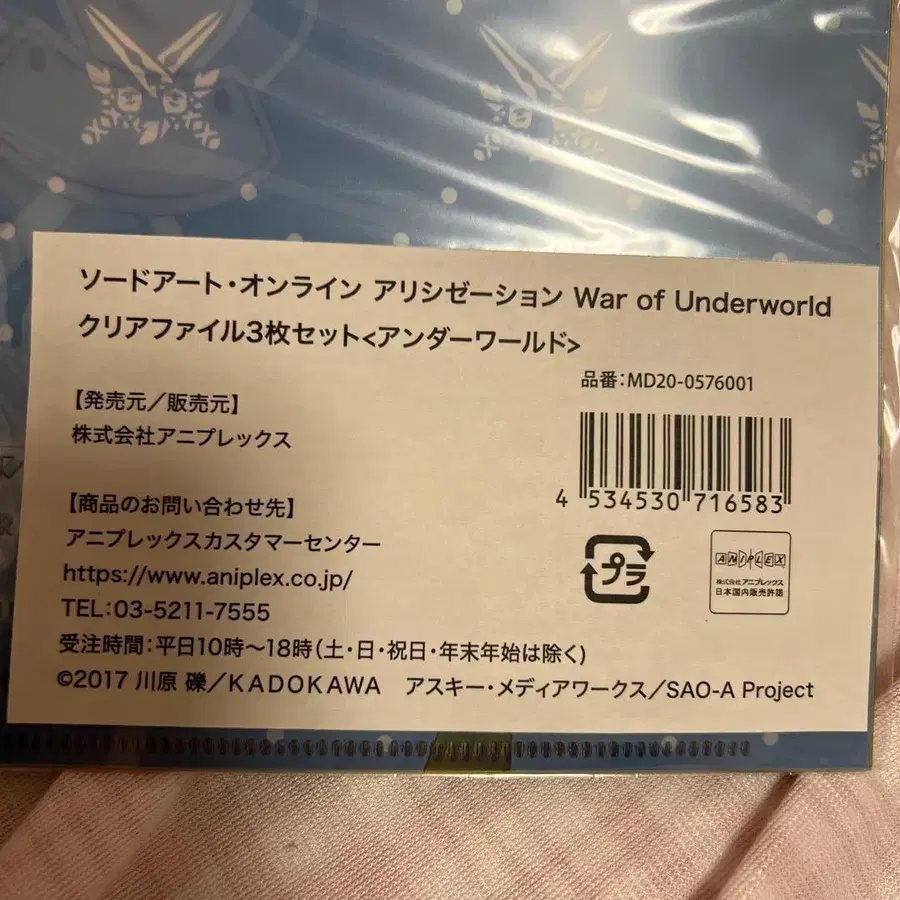 ソードアート・オンライン アリシゼーション War of Underworld
クリアファイル3枚セット<アンダーワールド>
品番:MD20-0576001
【発売元／販売元】
株式会社アニプレックス
4 534530 716583
【商品のお問い合わせ先】
アニプレックスカスタマーセンター
https://www.aniplex.co.jp/
TEL:03-5211-7555
受注時間:平日10時〜18時(土・日・祝日・年末年始は除く)
©2017 川原 礫／KADOKAWA アスキー・メディアワークス／SAO-A Project
プラ
ANIPLEX
株式会社アニプレックス
日本国内販売許諾